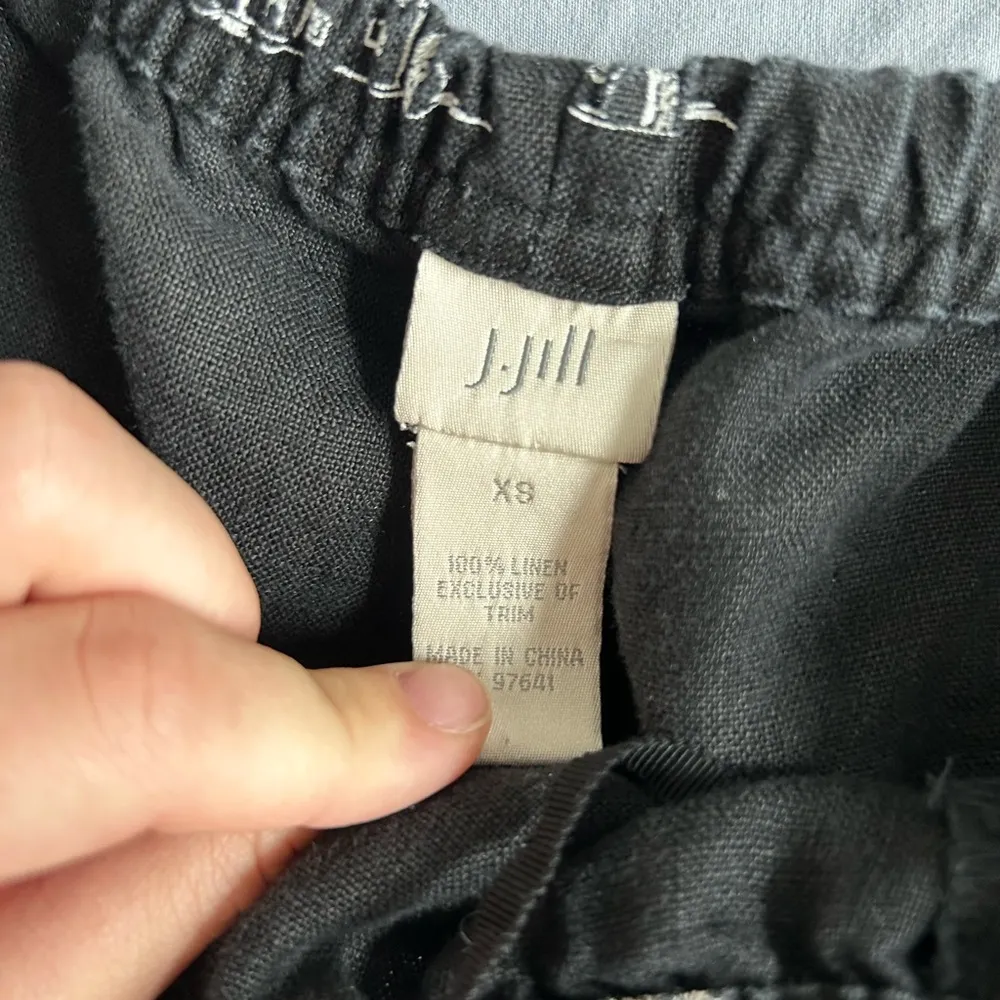 J.Jill
XS
100% LINEN
EXCLUSIVE OF
TRIM
MADE IN CHINA
97641